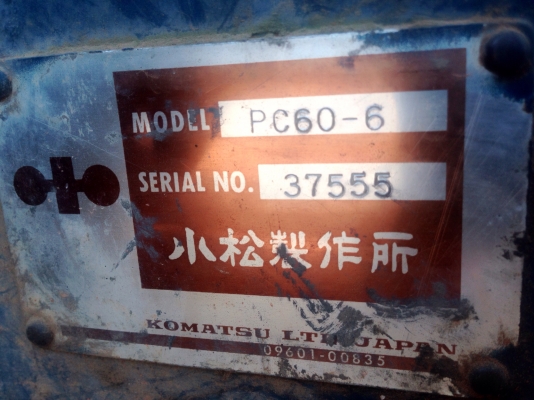 MODEL PC60-6
SERIAL NO. 37555
小松製作所
KOMATSU LTD. JAPAN
09601-00835